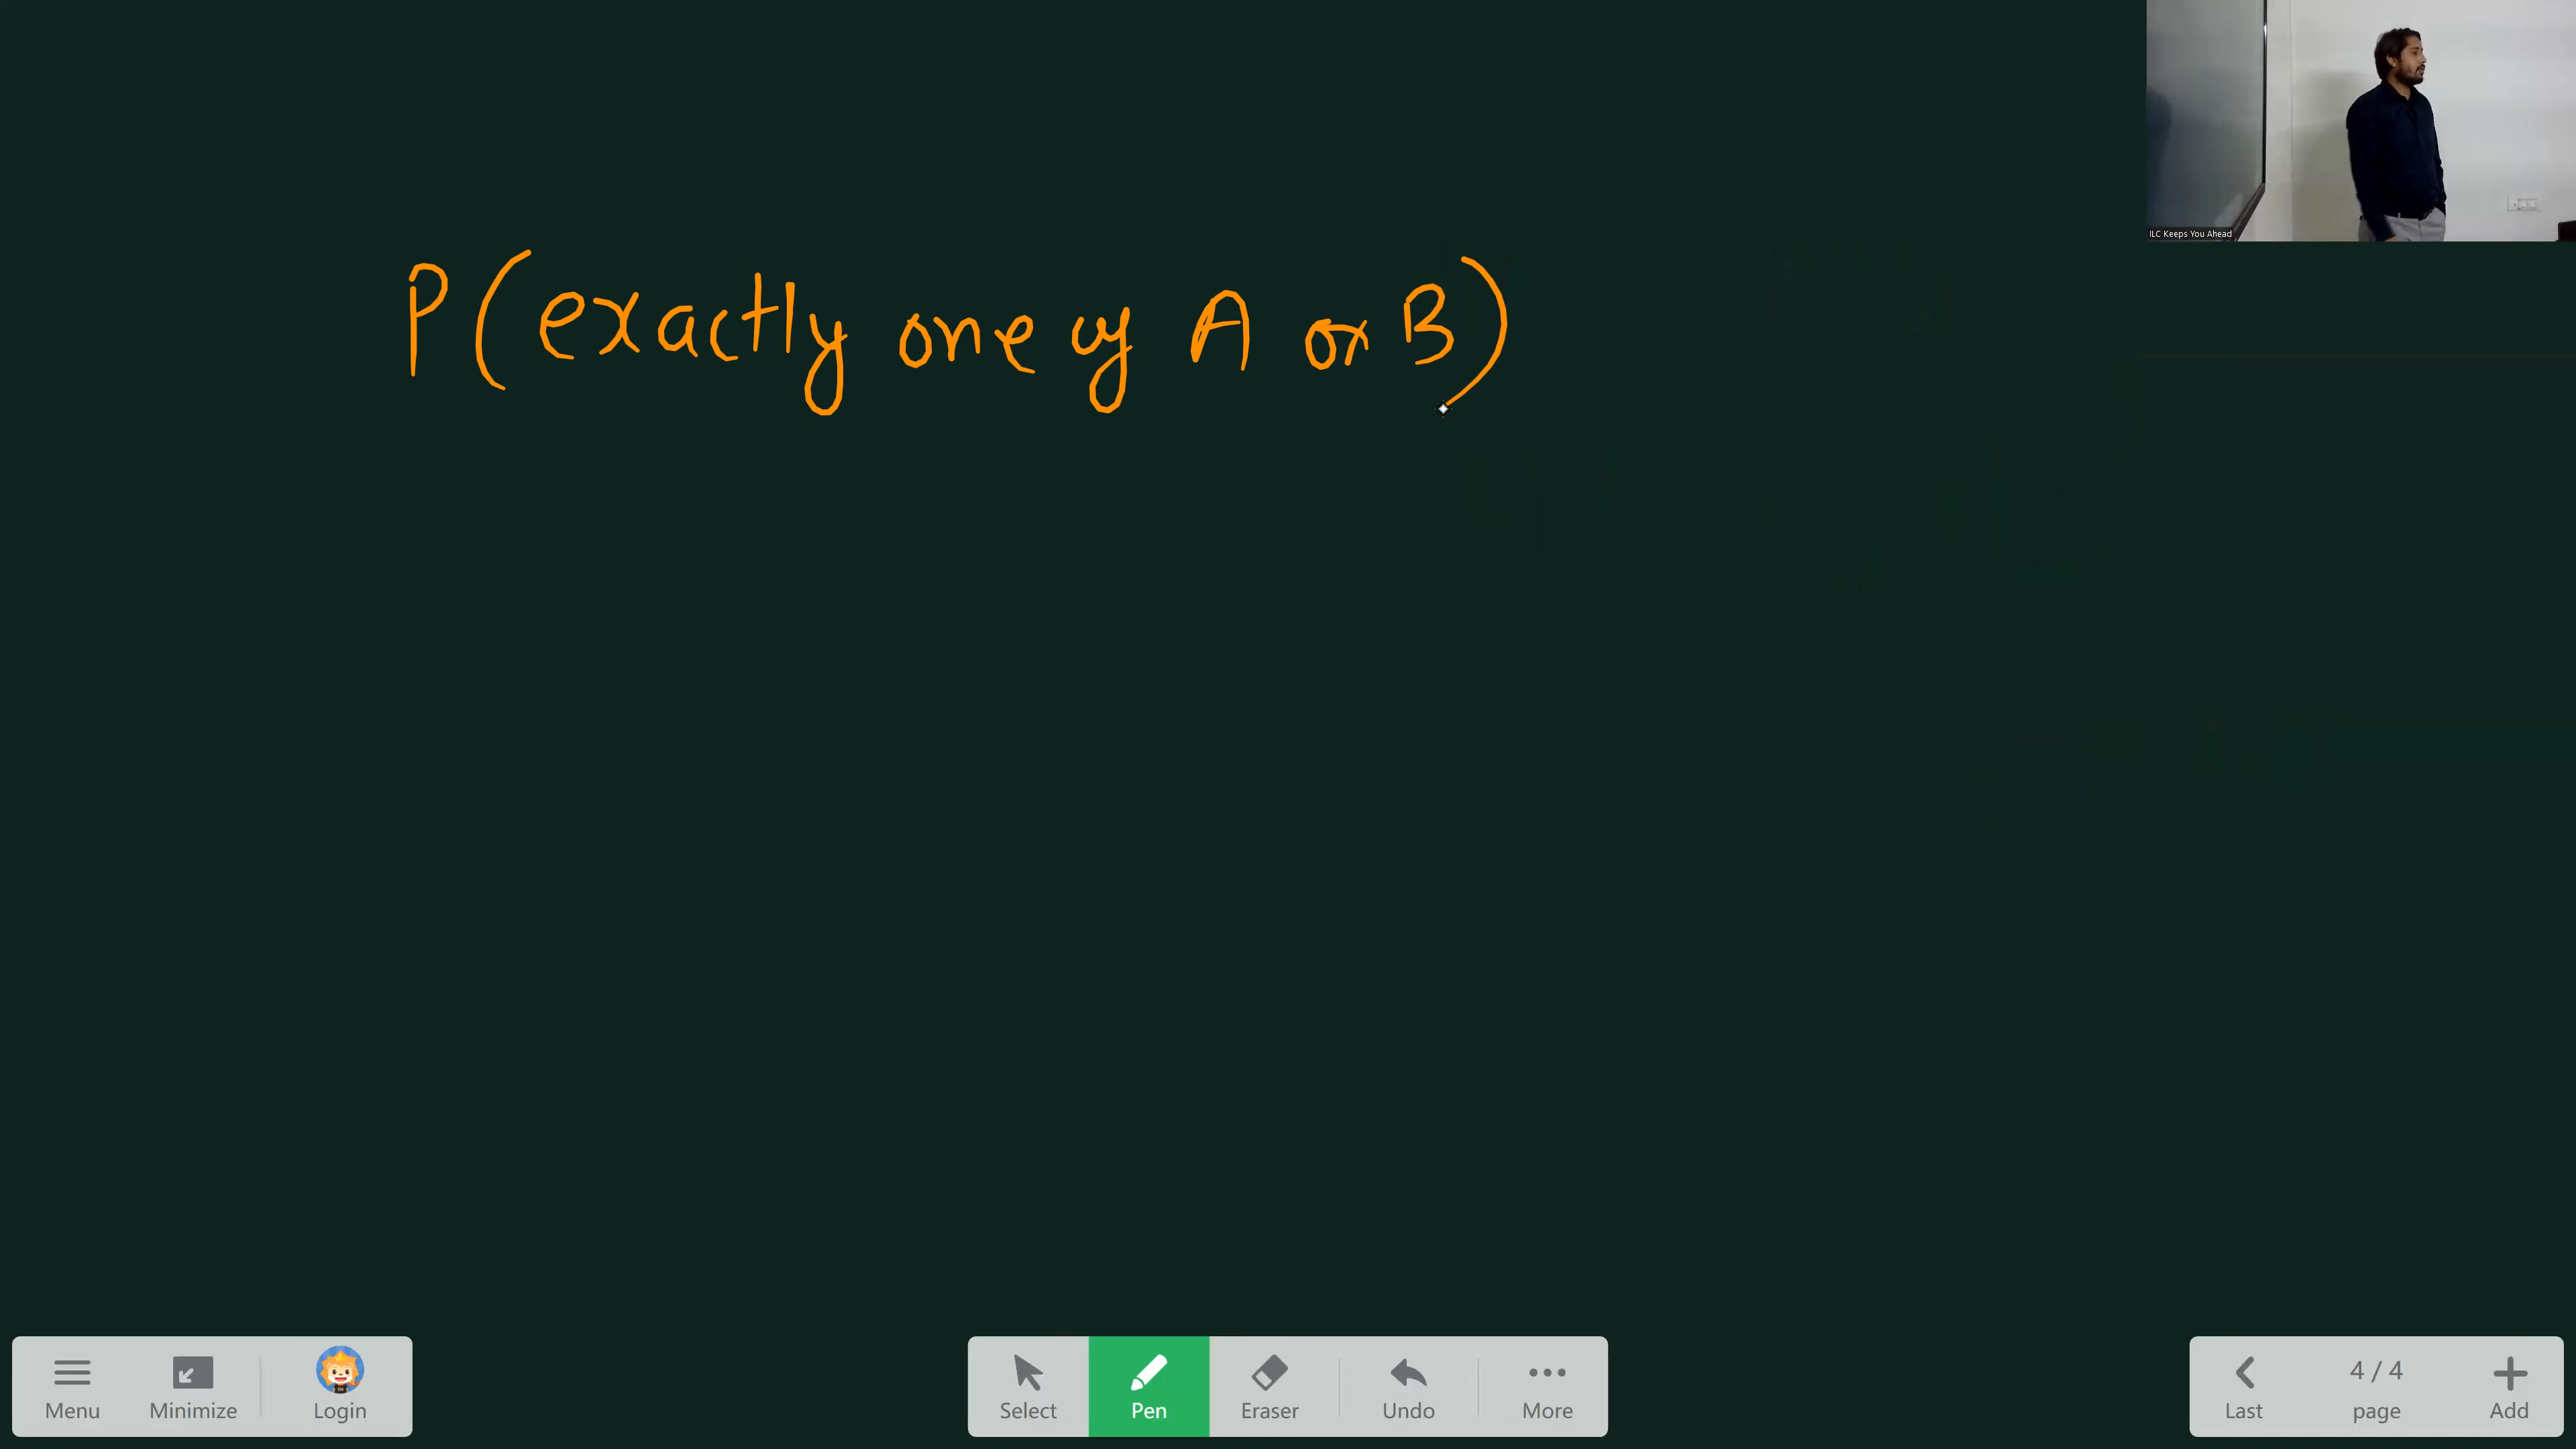 ILC Keeps You Ahead
P(exactly one of A or B)
Menu
Minimize
Login
Select
Pen
Eraser
Undo
More
Last
4 / 4
page
Add